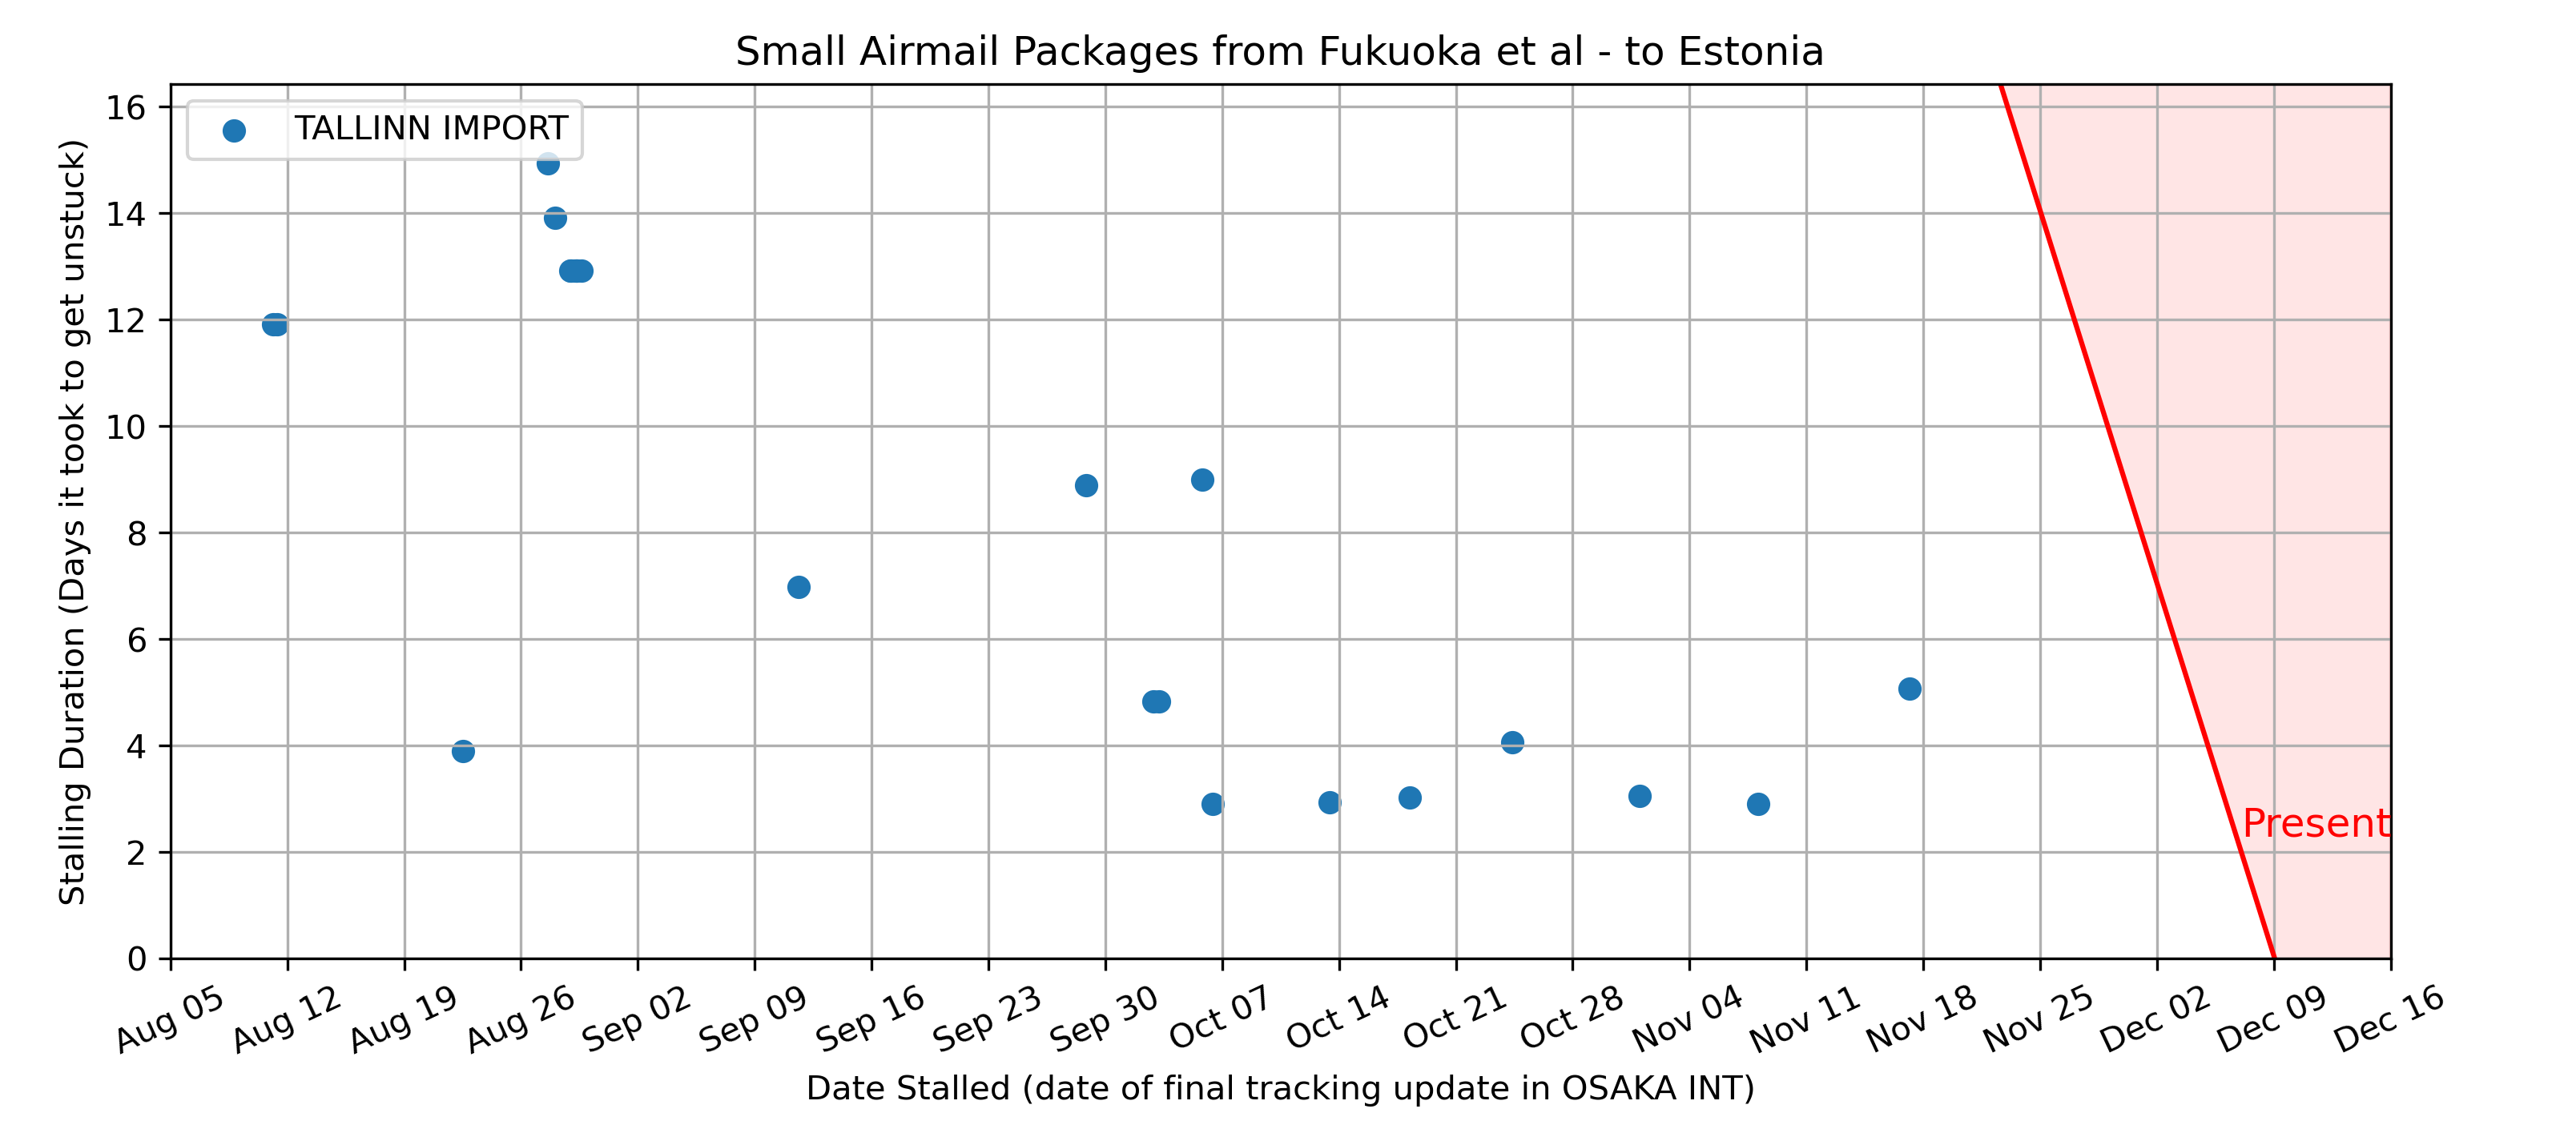 Small Airmail Packages from Fukuoka et al - to Estonia
TALLINN IMPORT
Stalling Duration (Days it took to get unstuck)
16
14
12
10
8
6
4
2
0
Present
Aug 05
Aug 12
Aug 19
Aug 26
Sep 02
Sep 09
Sep 16
Sep 23
Sep 30
Oct 07
Oct 14
Oct 21
Oct 28
Nov 04
Nov 11
Nov 18
Nov 25
Dec 02
Dec 09
Dec 16
Date Stalled (date of final tracking update in OSAKA INT)